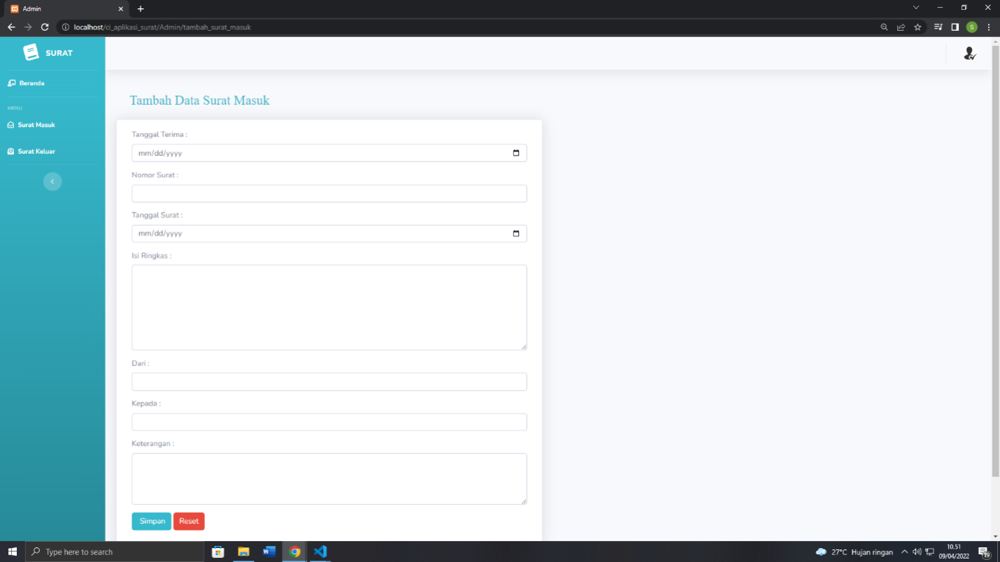 Admin
localhost/ci_aplikasi_surat/Admin/tambah_surat_masuk
S
SURAT
Beranda
MENU
Surat Masuk
Surat Keluar
Tambah Data Surat Masuk
Tanggal Terima :
mm/dd/yyyy
Nomor Surat :
Tanggal Surat :
mm/dd/yyyy
Isi Ringkas :
Dari :
Kepada :
Keterangan :
Simpan Reset
Type here to search
27°C Hujan ringan
10.51
09/04/2022
19